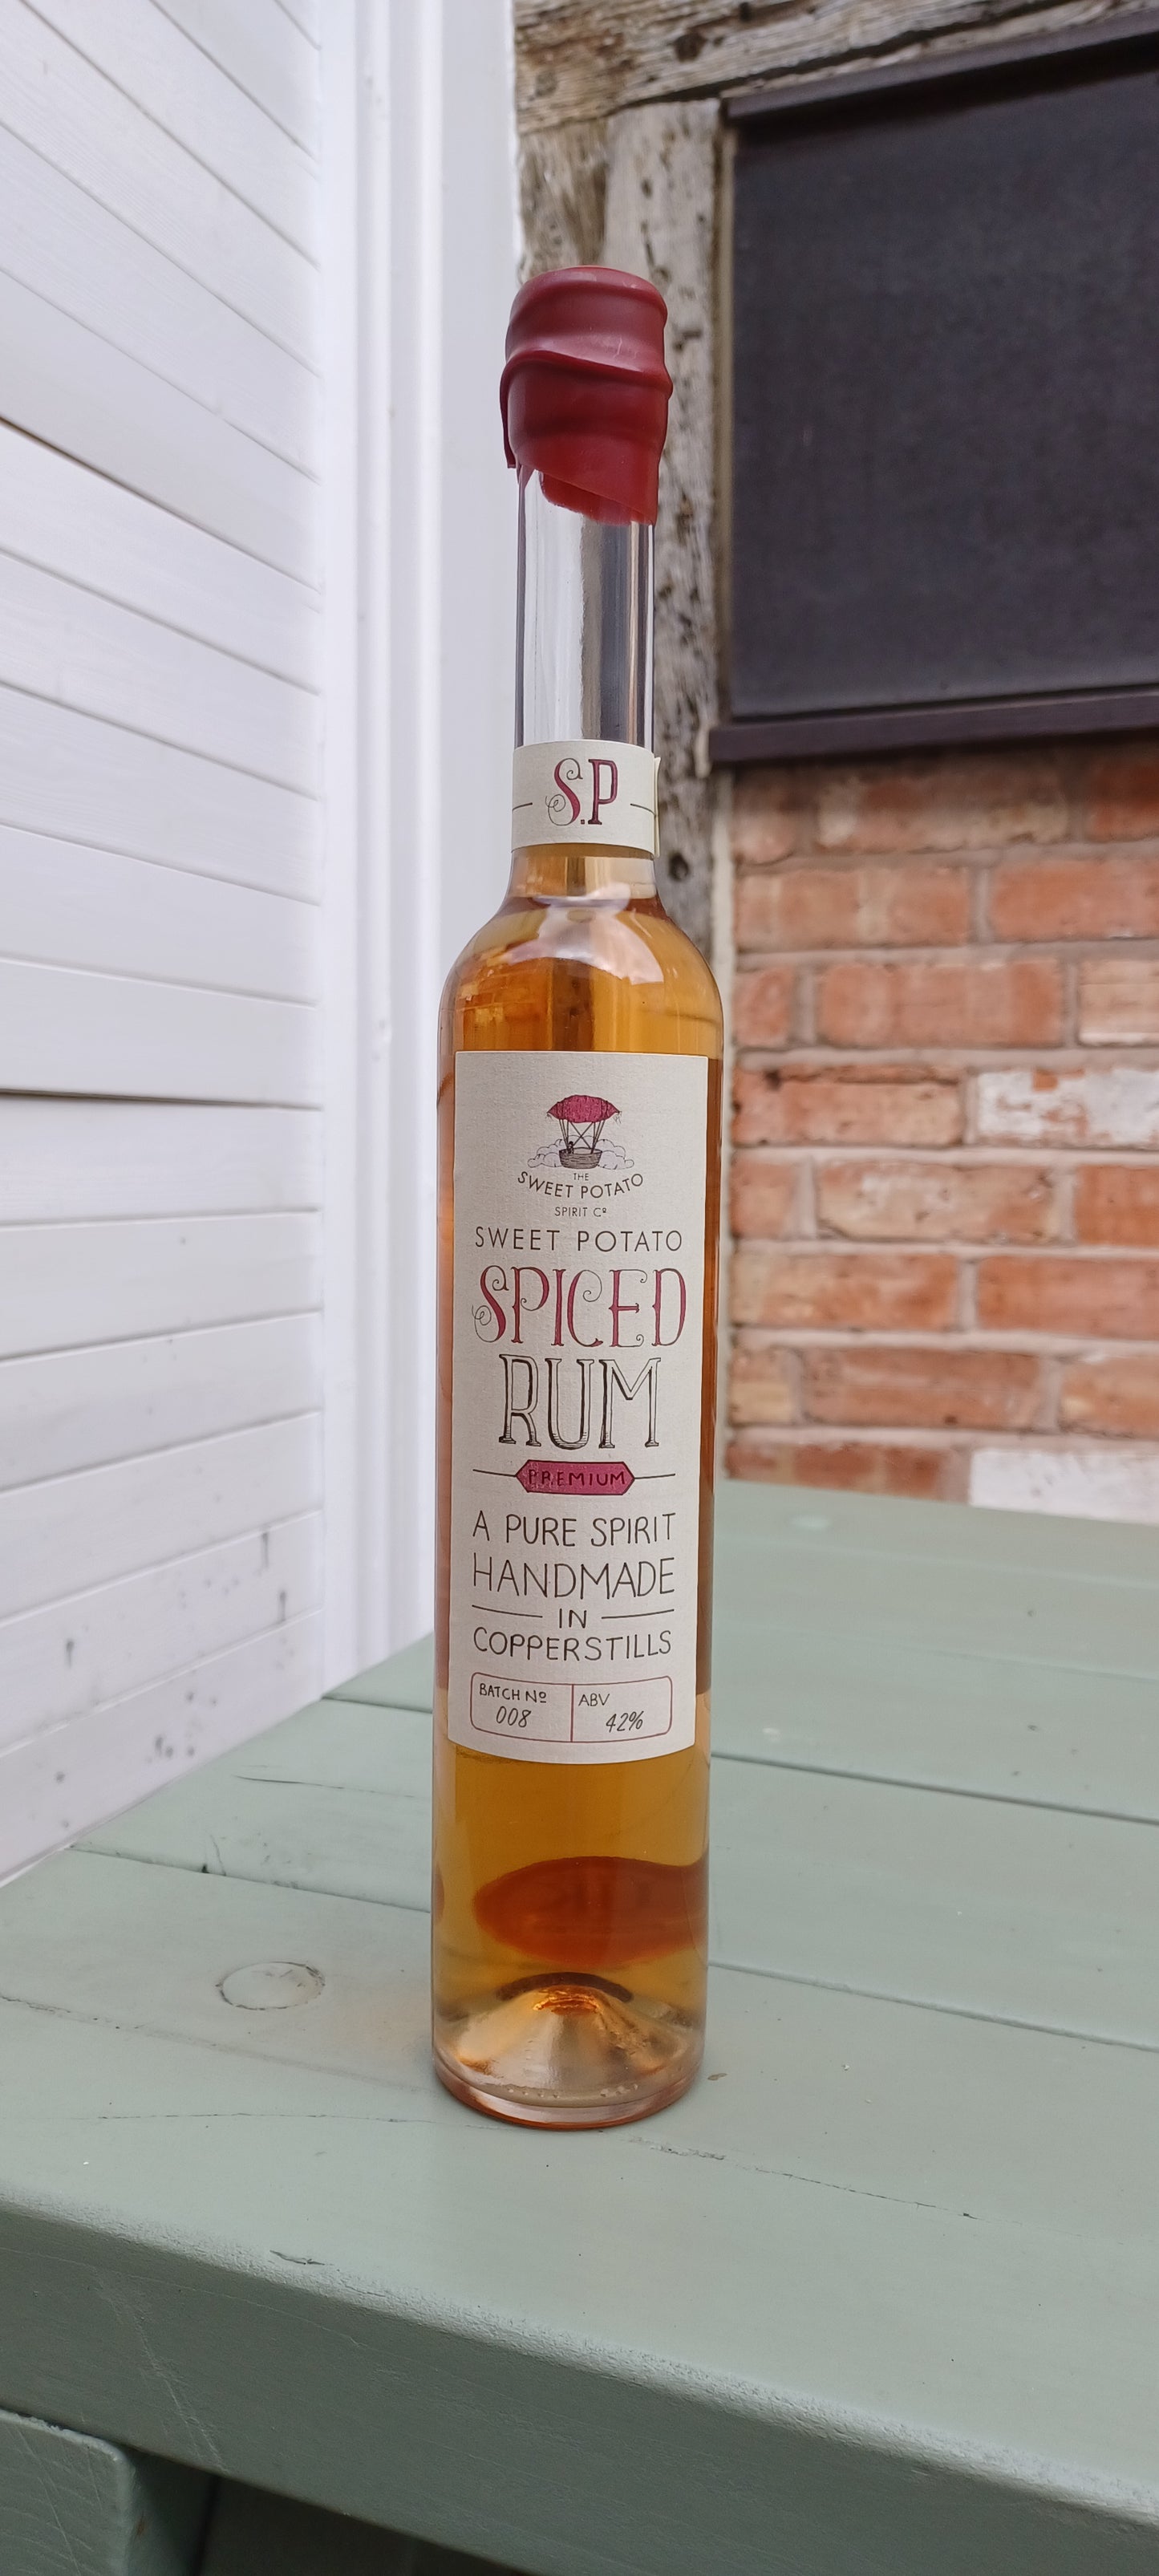 S.P
THE
SWEET POTATO
SPIRIT Cº
SWEET POTATO
SPICED
RUM
PREMIUM
A PURE SPIRIT
HANDMADE
IN
COPPERSTILLS
BATCH Nº ABV
008 42%